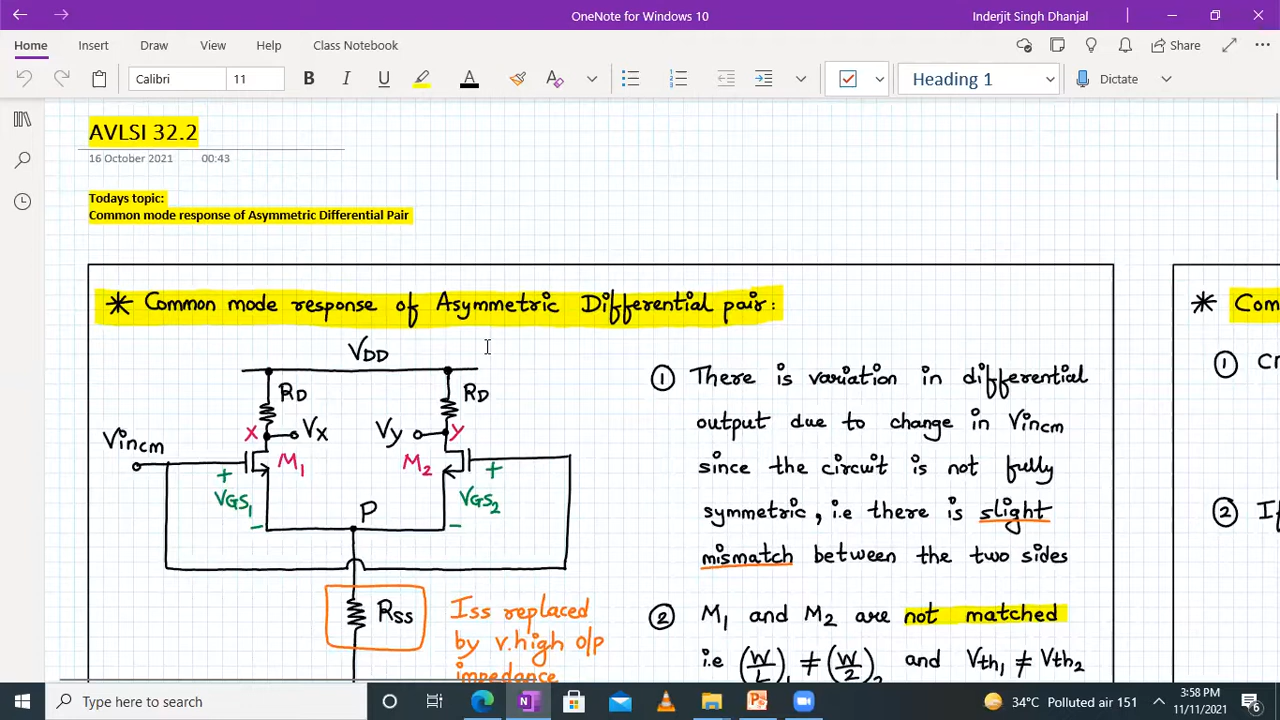 OneNote for Windows 10
Inderjit Singh Dhanjal
Home Insert Draw View Help Class Notebook
Share
Calibri 11 B I U A Heading 1 Dictate
AVLSI 32.2
16 October 2021 00:43
Todays topic:
Common mode response of Asymmetric Differential Pair
* Common mode response of Asymmetric Differential pair:
VDD
RD RD
Vincm X Vx Vy Y
M1 M2
+ VGS1 - VGS2 + -
P
Rss
Iss replaced
by v.high o/p
impedance
① There is variation in differential
output due to change in Vincm
since the circuit is not fully
symmetric, i.e there is slight
mismatch between the two sides
② M1 and M2 are not matched
i.e (W/L)1 ≠ (W/2)2 and Vth1 ≠ Vth2
* Com
①
② If
Type here to search
34°C Polluted air 151
3:58 PM
11/11/2021
6